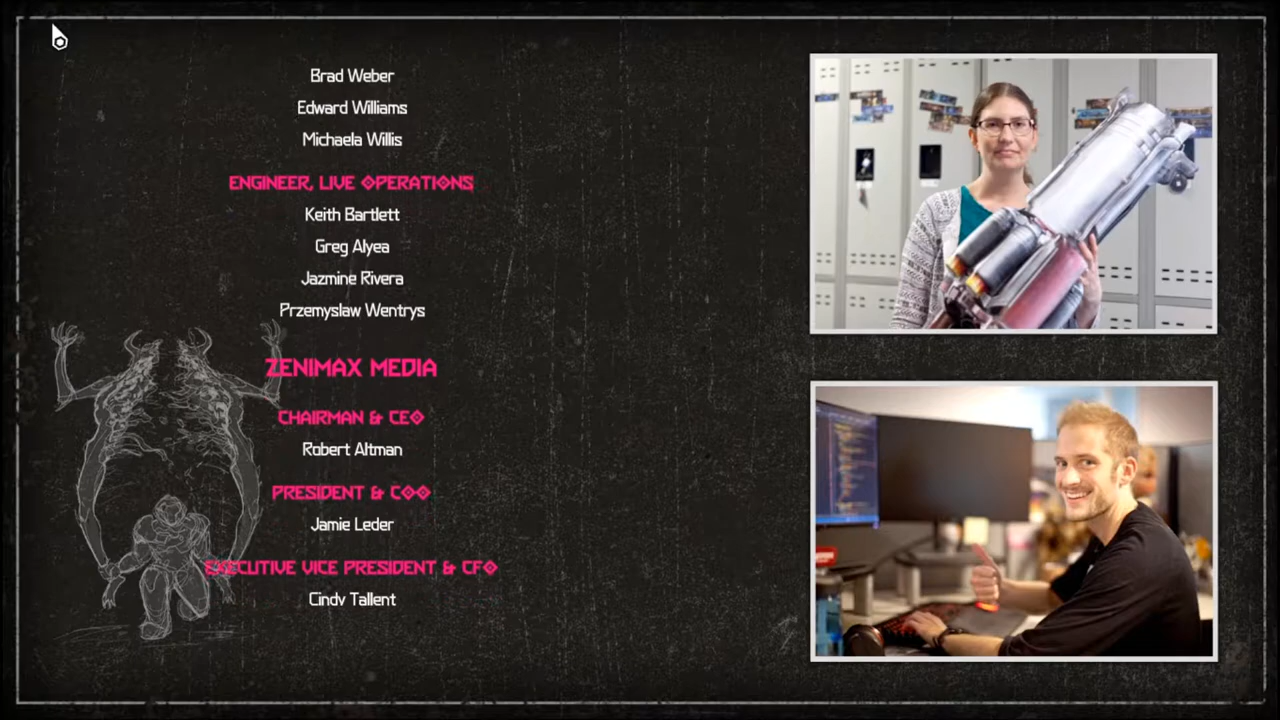 Brad Weber
Edward Williams
Michaela Willis
ENGINEER, LIVE OPERATIONS
Keith Bartlett
Greg Alyea
Jazmine Rivera
Przemyslaw Wentrys
ZENIMAX MEDIA
CHAIRMAN & CEO
Robert Altman
PRESIDENT & COO
Jamie Leder
EXECUTIVE VICE PRESIDENT & CFO
Cindy Tallent